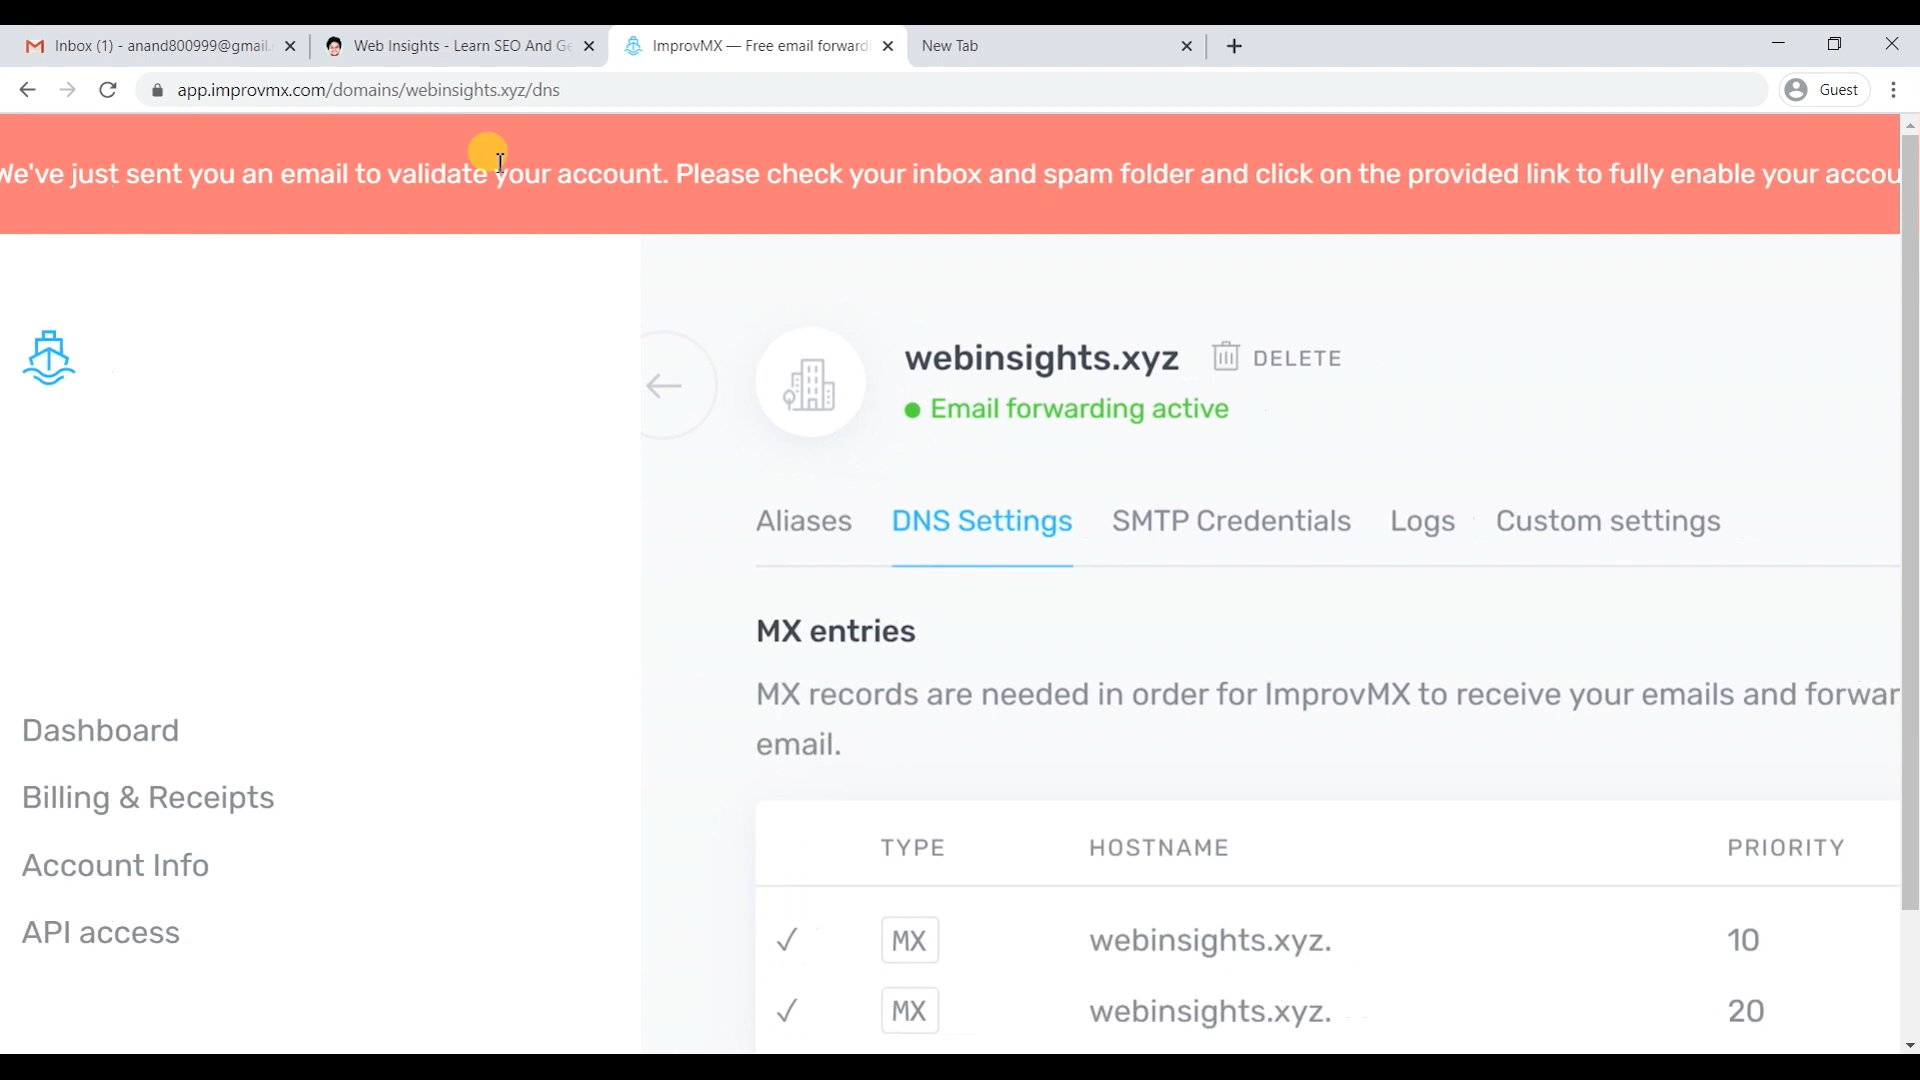 Inbox (1) - anand800999@gmail.
Web Insights - Learn SEO And Ge
ImprovMX — Free email forward
New Tab
app.improvmx.com/domains/webinsights.xyz/dns
Guest
We've just sent you an email to validate your account. Please check your inbox and spam folder and click on the provided link to fully enable your accou
webinsights.xyz
DELETE
Email forwarding active
Aliases DNS Settings SMTP Credentials Logs Custom settings
MX entries
MX records are needed in order for ImprovMX to receive your emails and forwar
email.
Dashboard
Billing & Receipts
Account Info
API access
TYPE HOSTNAME PRIORITY
✓ MX webinsights.xyz. 10
✓ MX webinsights.xyz. 20